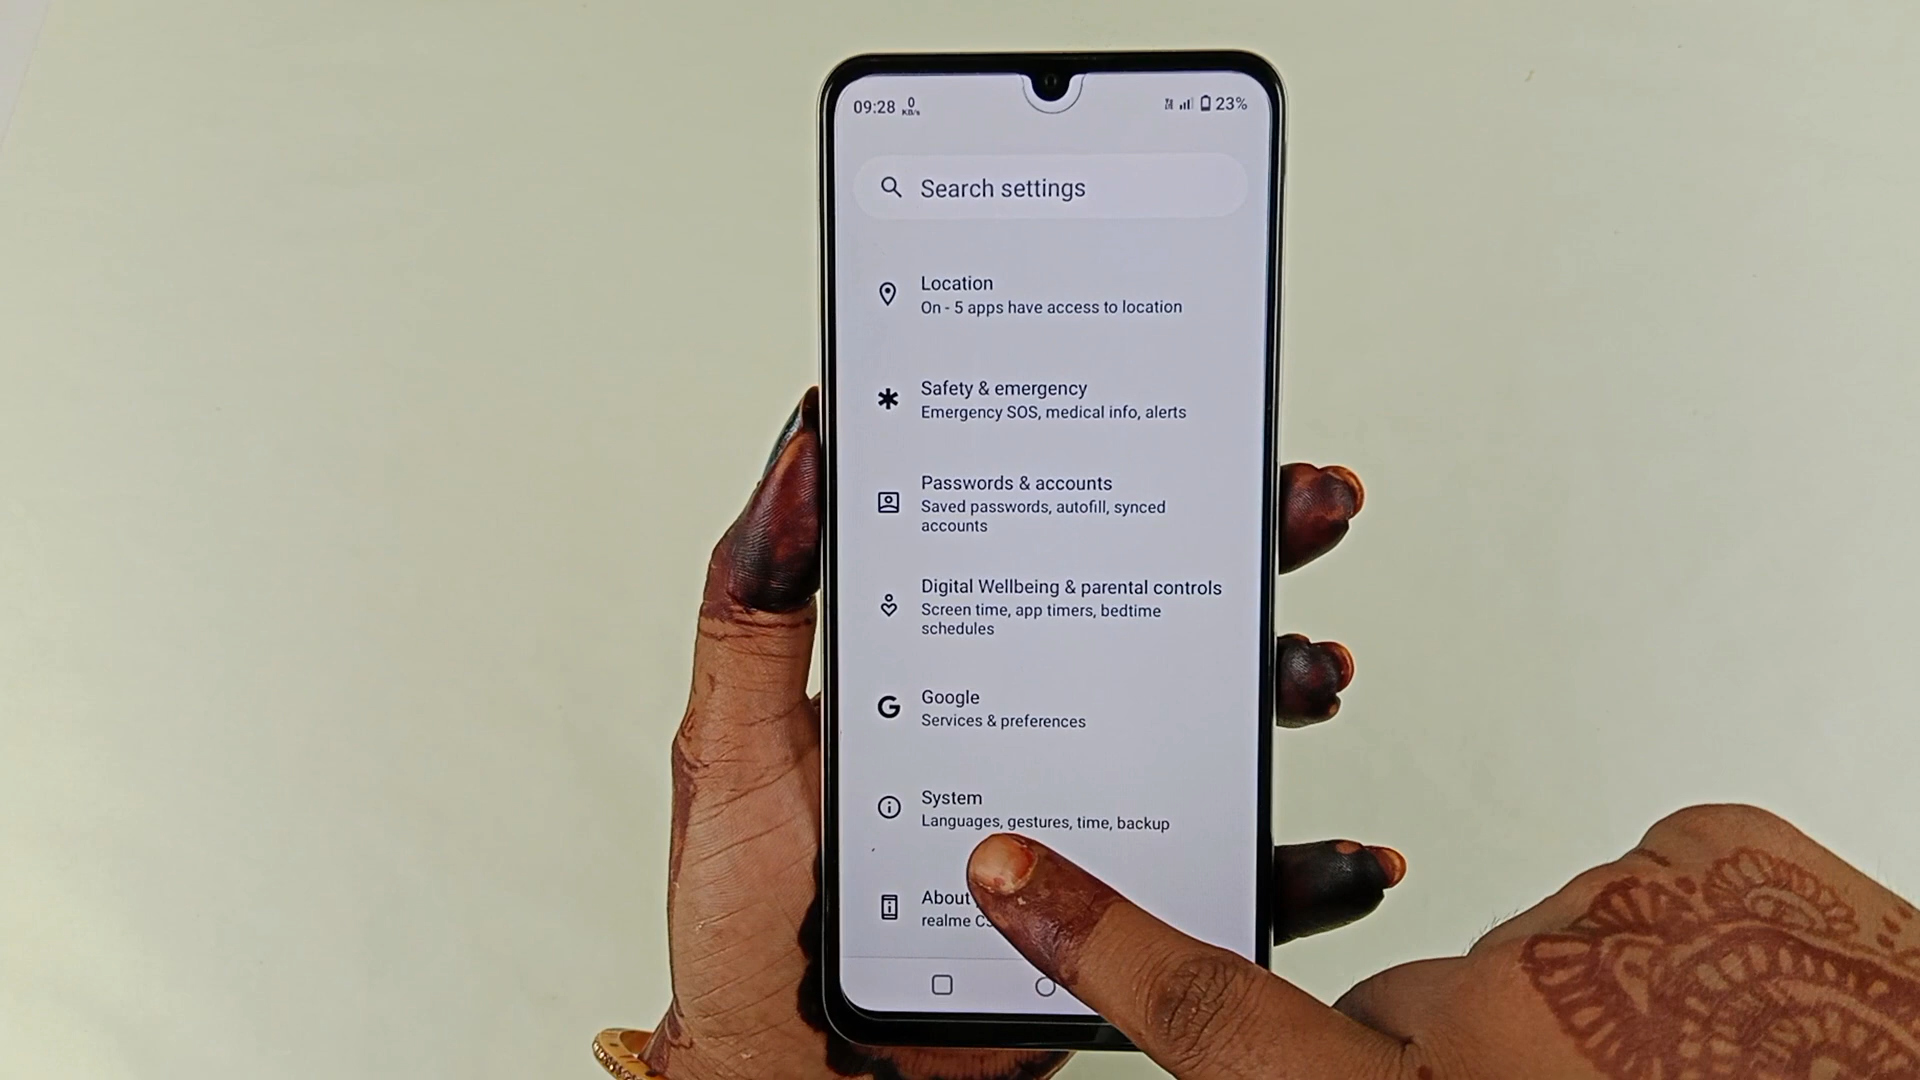 09:28 0 KB/s 23%
Search settings
Location
On - 5 apps have access to location
Safety & emergency
Emergency SOS, medical info, alerts
Passwords & accounts
Saved passwords, autofill, synced
accounts
Digital Wellbeing & parental controls
Screen time, app timers, bedtime
schedules
Google
Services & preferences
System
Languages, gestures, time, backup
About
realme